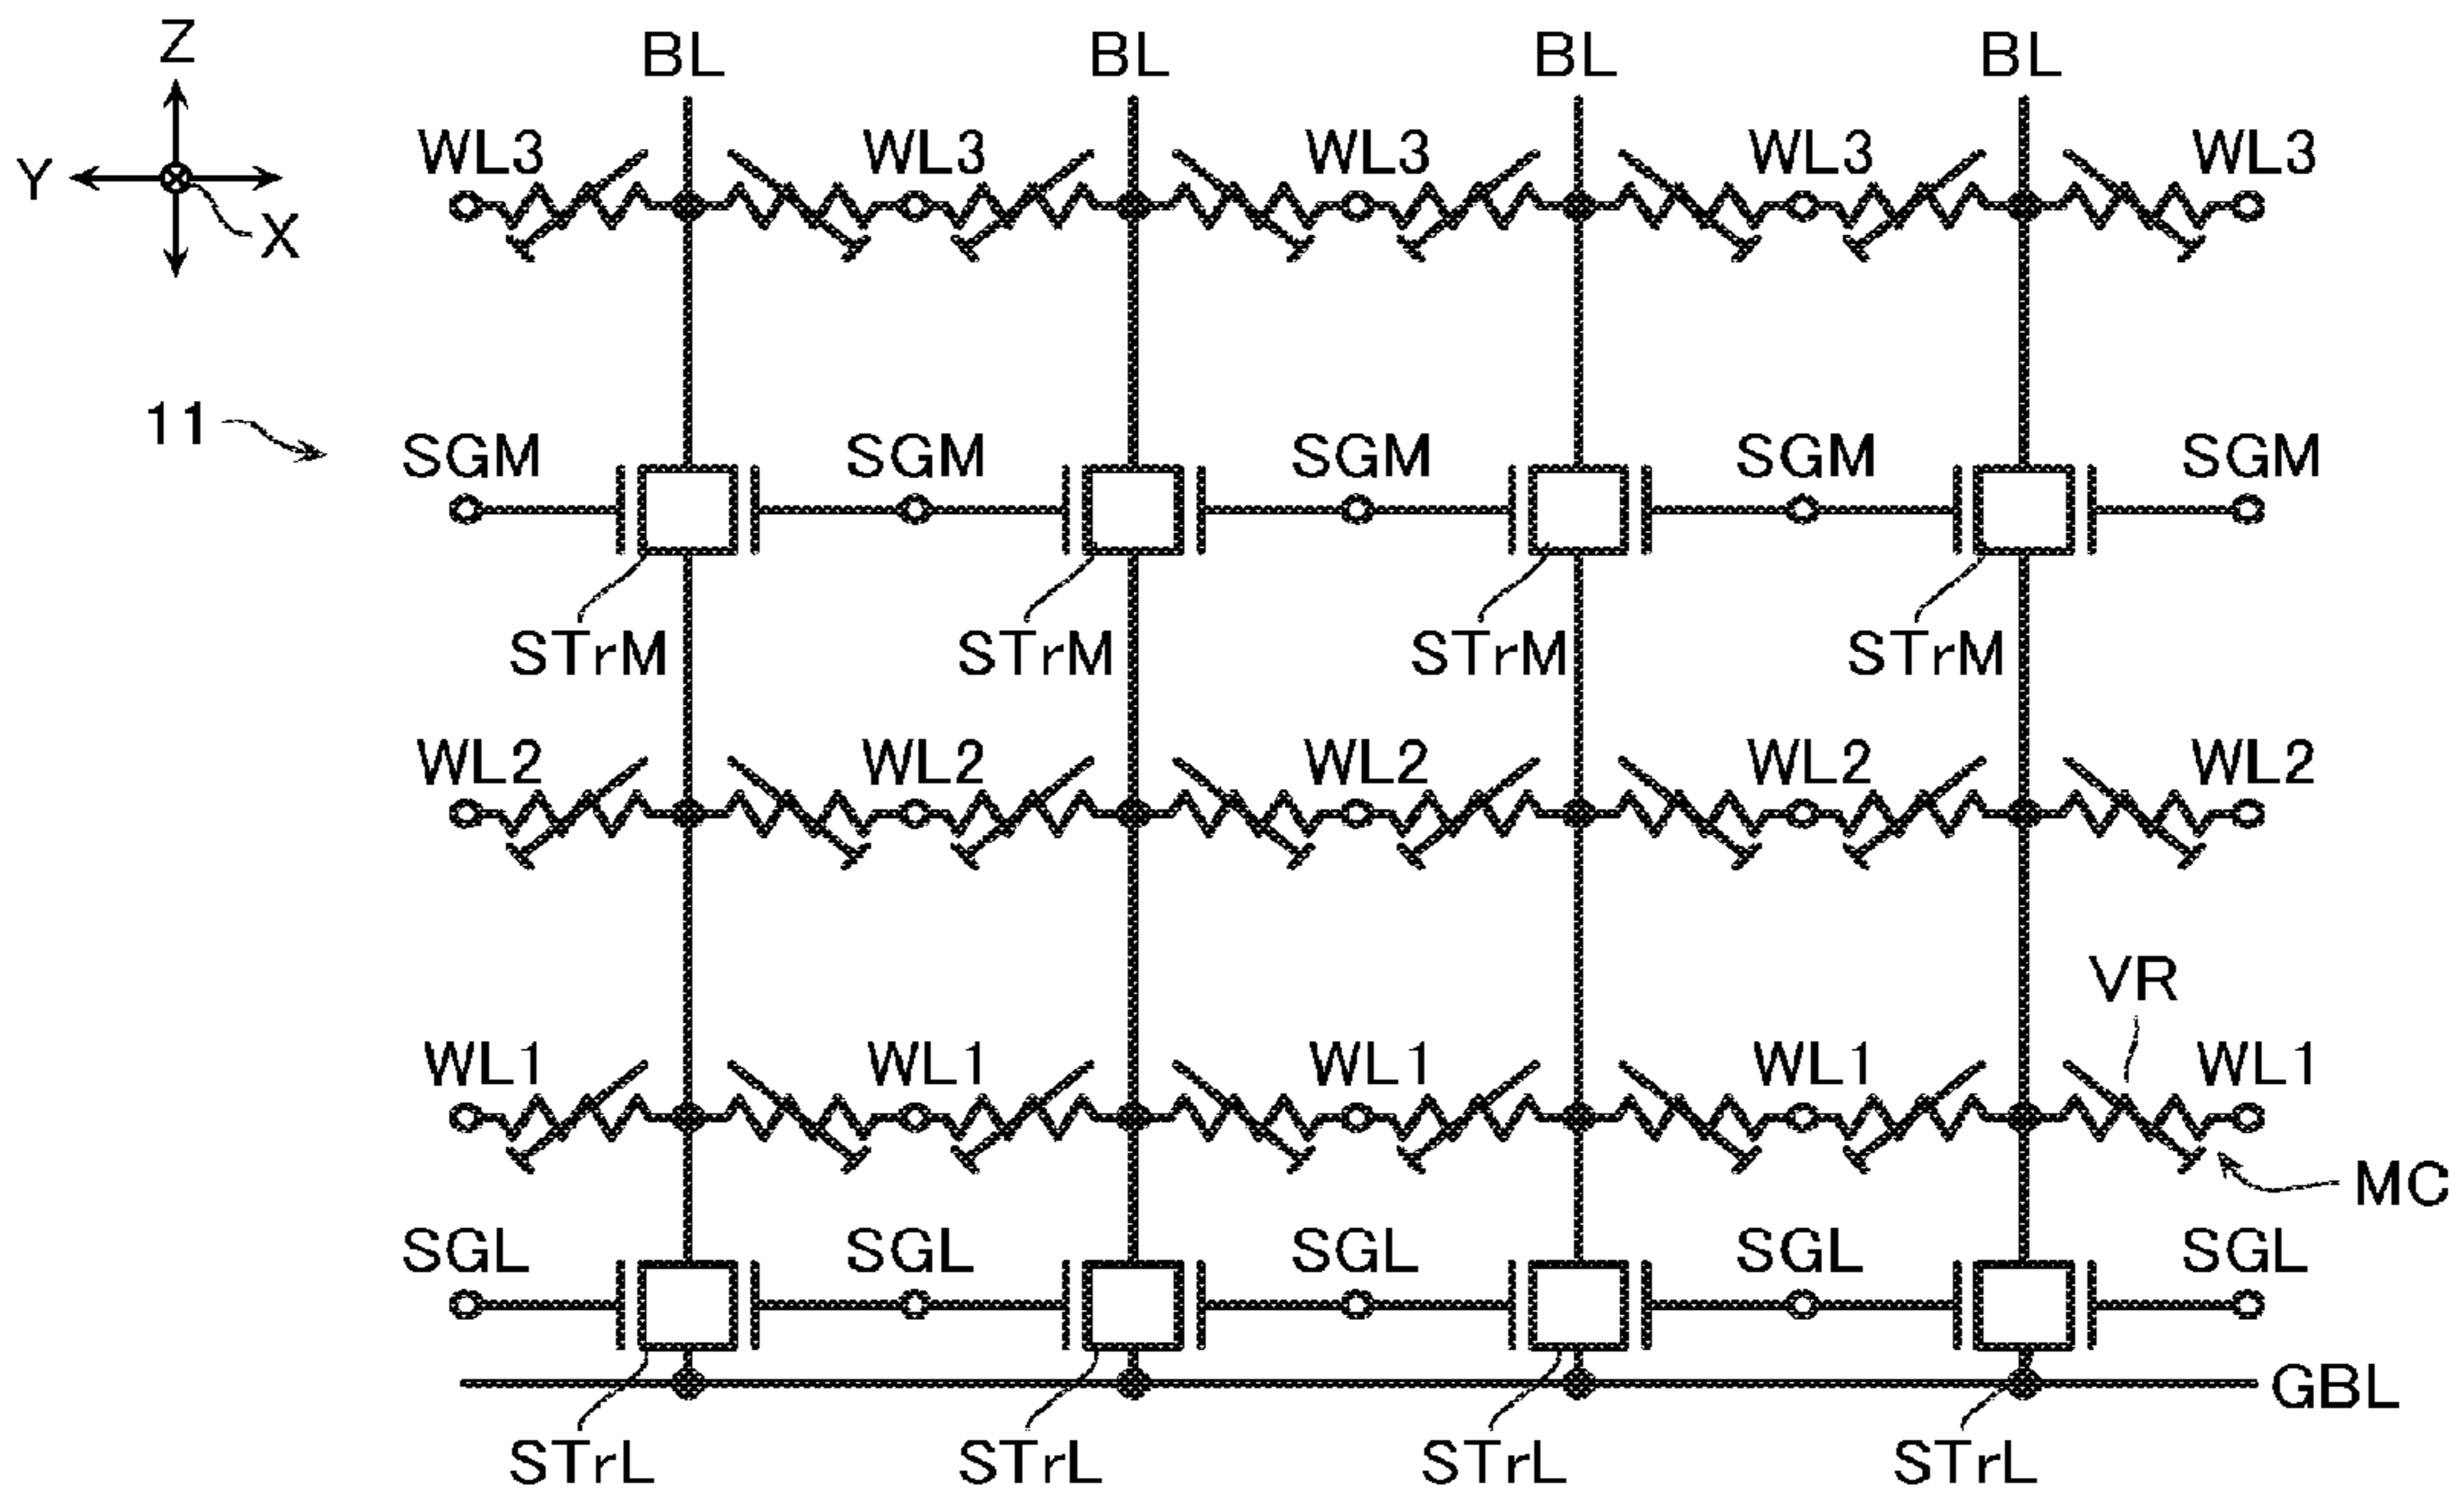 Z
BL BL BL BL
WL3 WL3 WL3 WL3 WL3
Y
X
11
SGM SGM SGM SGM SGM
STrM STrM STrM STrM
WL2 WL2 WL2 WL2 WL2
VR
WL1 WL1 WL1 WL1 WL1
MC
SGL SGL SGL SGL SGL
GBL
STrL STrL STrL STrL